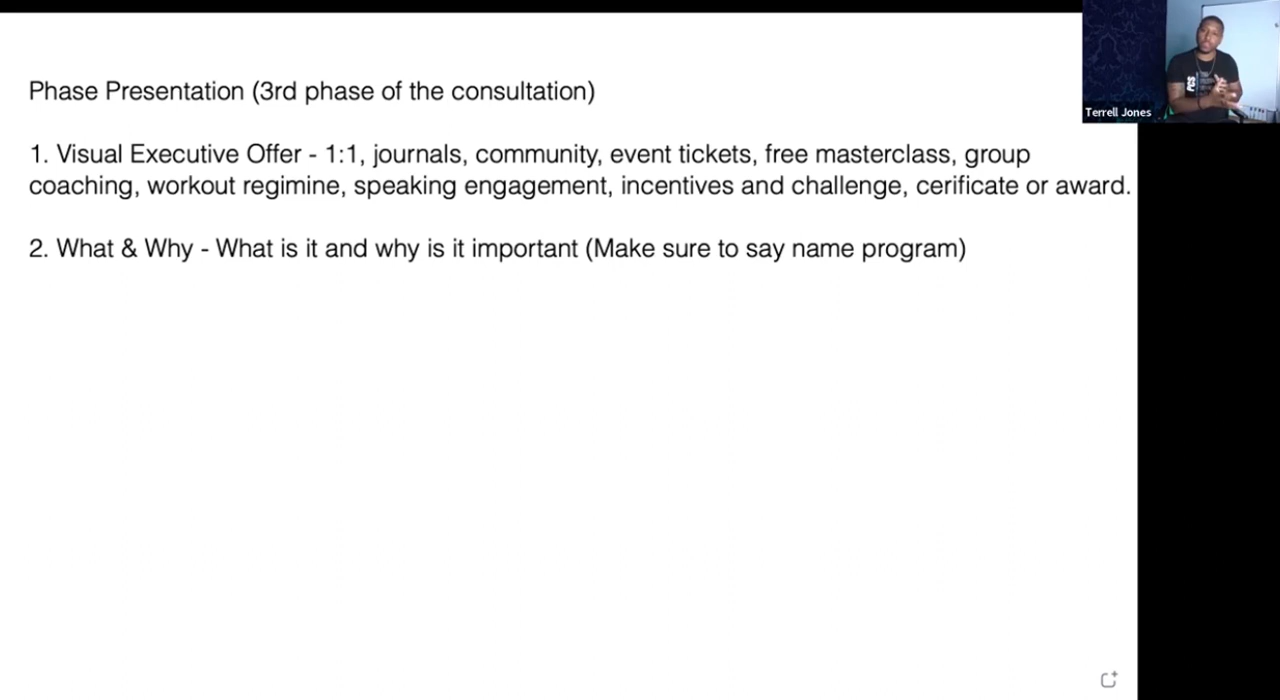 Phase Presentation (3rd phase of the consultation)
1. Visual Executive Offer - 1:1, journals, community, event tickets, free masterclass, group
coaching, workout regimine, speaking engagement, incentives and challenge, cerificate or award.
2. What & Why - What is it and why is it important (Make sure to say name program)
Terrell Jones